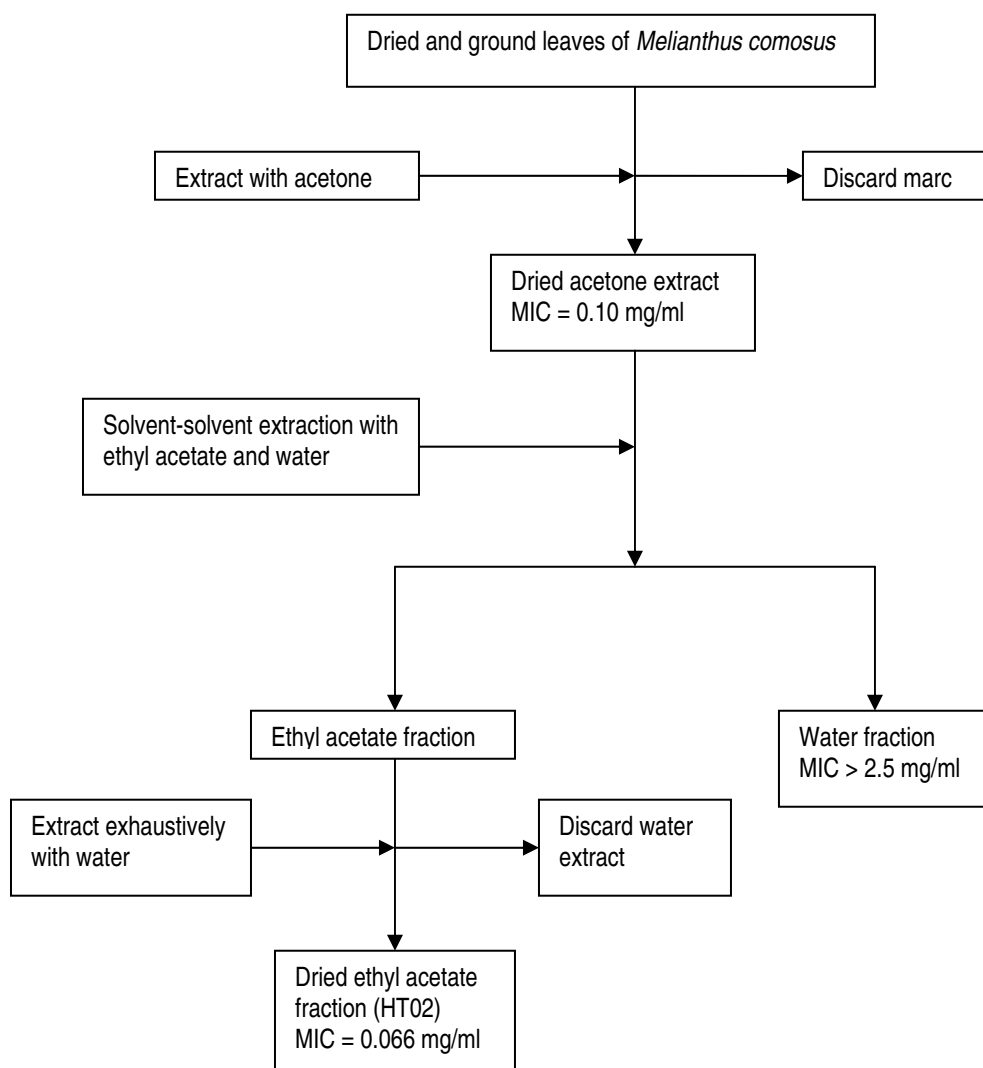 Dried and ground leaves of Melianthus comosus
Extract with acetone
Discard marc
Dried acetone extract
MIC = 0.10 mg/ml
Solvent-solvent extraction with
ethyl acetate and water
Ethyl acetate fraction
Water fraction
MIC > 2.5 mg/ml
Extract exhaustively
with water
Discard water
extract
Dried ethyl acetate
fraction (HT02)
MIC = 0.066 mg/ml